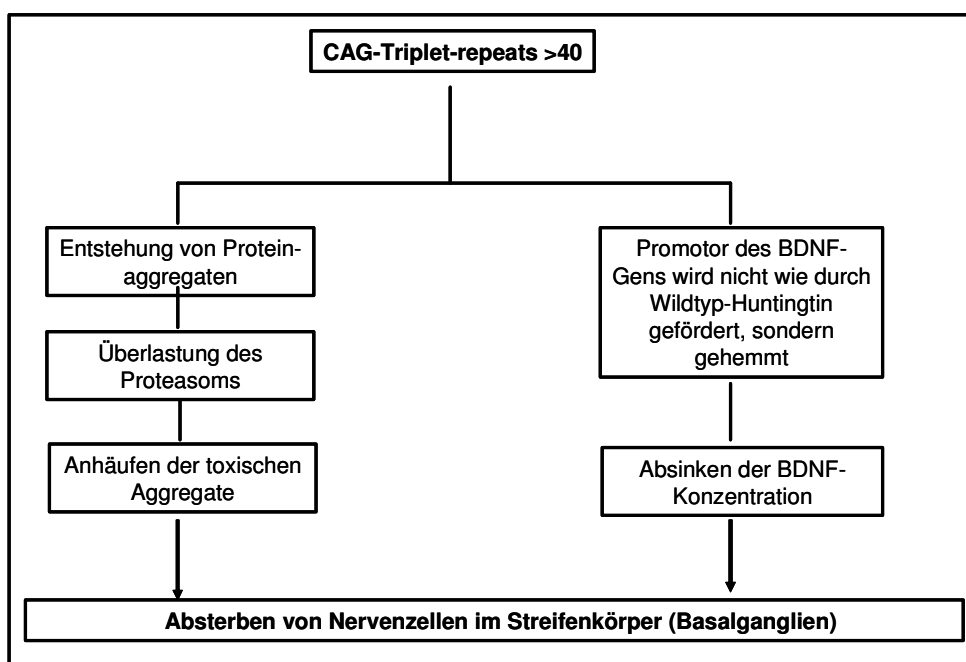 CAG-Triplet-repeats >40
Entstehung von Protein-
aggregaten
Überlastung des
Proteasoms
Anhäufen der toxischen
Aggregate
Promotor des BDNF-
Gens wird nicht wie durch
Wildtyp-Huntingtin
gefördert, sondern
gehemmt
Absinken der BDNF-
Konzentration
Absterben von Nervenzellen im Streifenkörper (Basalganglien)